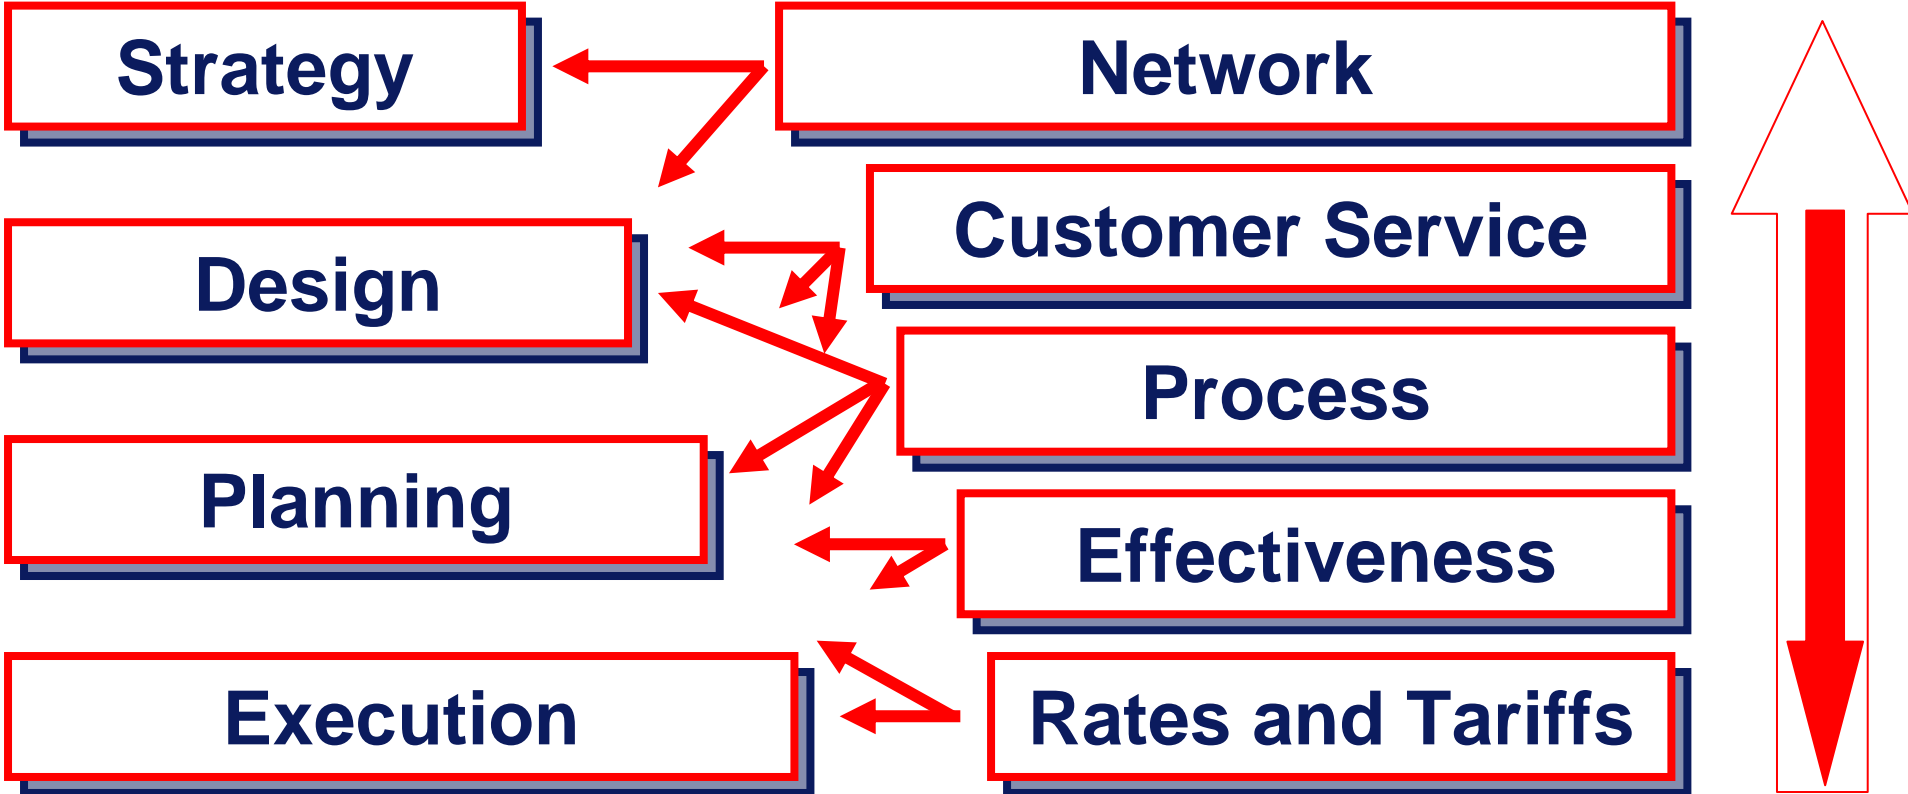 Strategy
Network
Customer Service
Design
Process
Planning
Effectiveness
Execution
Rates and Tariffs